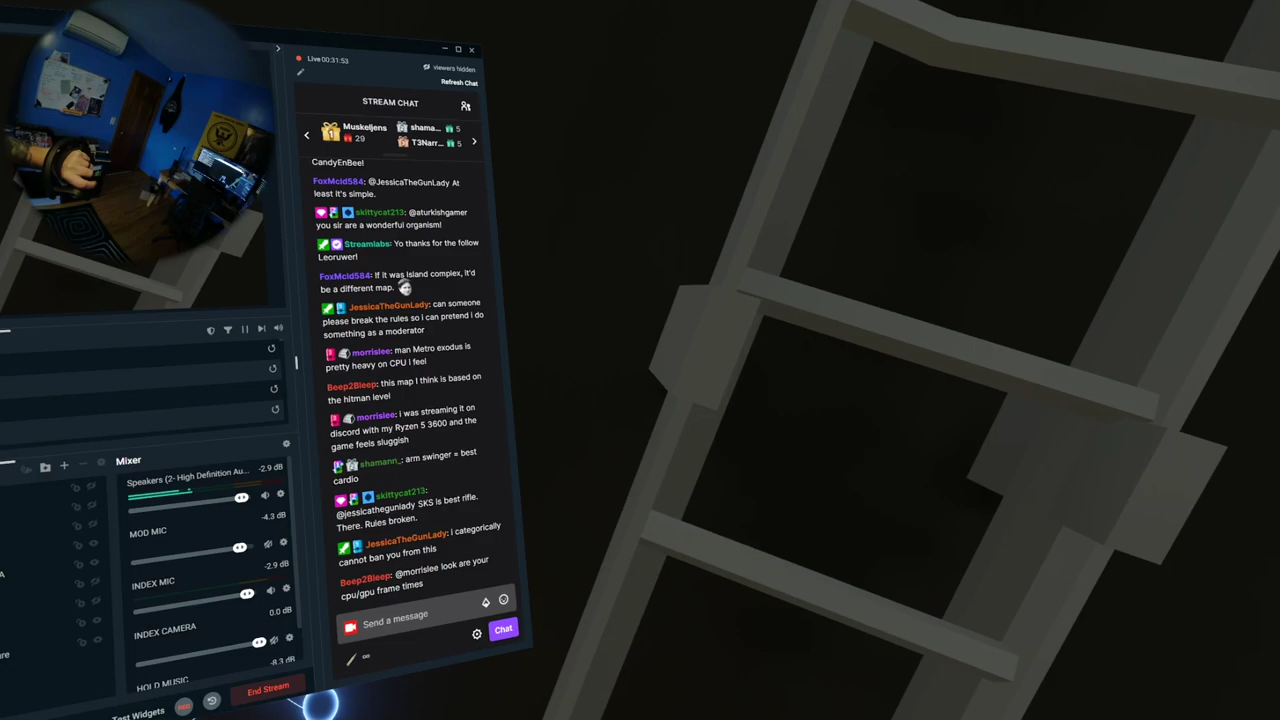 Live 00:31:53
viewers hidden
Refresh Chat
STREAM CHAT
Muskeljens
29
shama... 5
T3Narr... 5
CandyEnBee!
FoxMcld584: @JessicaTheGunLady At
least it's simple.
skittycat213: @aturkishgamer
you sir are a wonderful organism!
Streamlabs: Yo thanks for the follow
Leoruwer!
FoxMcld584: If it was Island complex, it'd
be a different map.
JessicaTheGunLady: can someone
please break the rules so i can pretend i do
something as a moderator
morrislee: man Metro exodus is
pretty heavy on CPU i feel
Beep2Bleep: this map I think is based on
the hitman level
morrislee: i was streaming it on
discord with my Ryzen 5 3600 and the
game feels sluggish
shamann_: arm swinger = best
cardio
skittycat213:
@jessicathegunlady SKS is best rifle.
There. Rules broken.
JessicaTheGunLady: i categorically
cannot ban you from this
Beep2Bleep: @morrislee look are your
cpu/gpu frame times
Send a message
Chat
∞
Mixer
Speakers (2- High Definition Au... -2.9 dB
-4.3 dB
MOD MIC
-2.9 dB
INDEX MIC
0.0 dB
INDEX CAMERA
-8.3 dB
HOLD MUSIC
Test Widgets
REC
End Stream